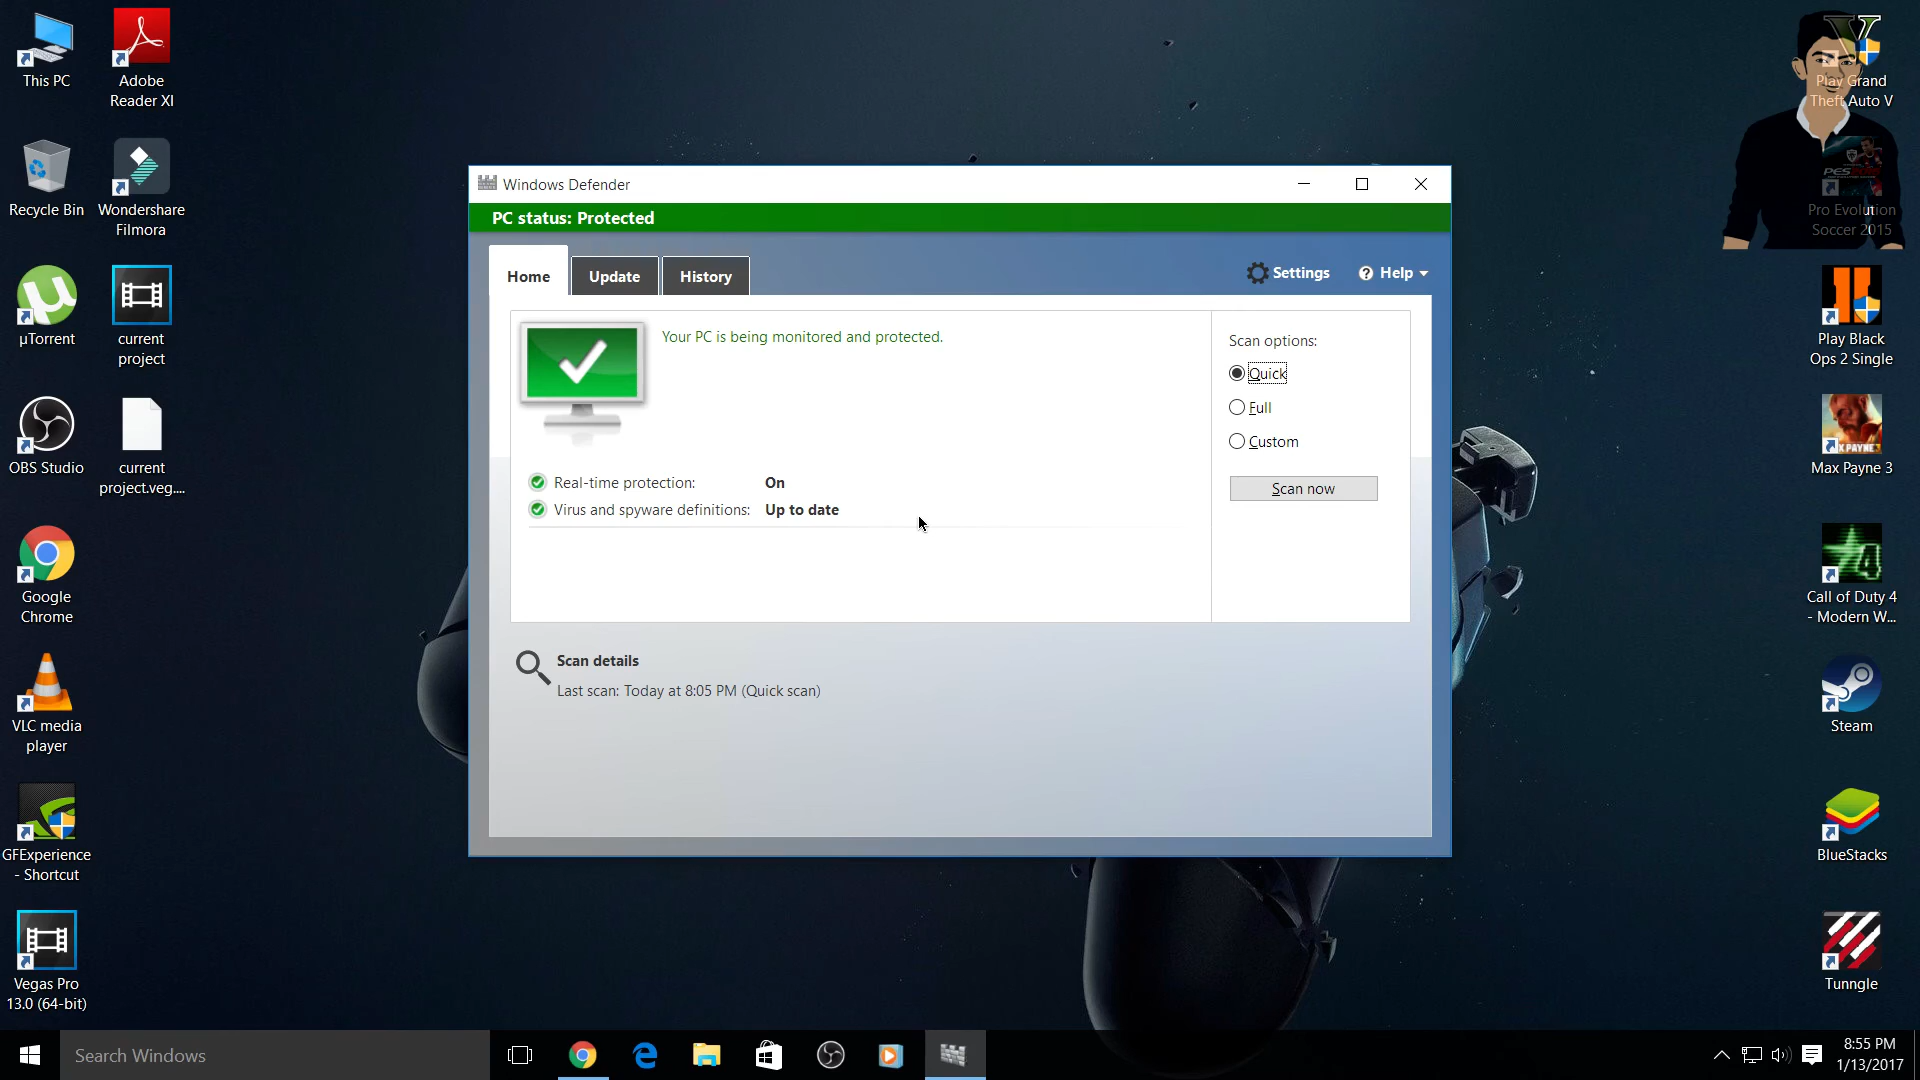 This PC
Adobe
Reader XI
Recycle Bin
Wondershare
Filmora
µTorrent
current
project
OBS Studio
current
project.veg....
Google
Chrome
VLC media
player
GFExperience
- Shortcut
Vegas Pro
13.0 (64-bit)
Windows Defender
PC status: Protected
Home
Update
History
Settings
Help
Your PC is being monitored and protected.
Scan options:
Quick
Full
Custom
Scan now
Real-time protection:
On
Virus and spyware definitions:
Up to date
Scan details
Last scan: Today at 8:05 PM (Quick scan)
Play Grand
Theft Auto V
PES
Pro Evolution
Soccer 2015
Play Black
Ops 2 Single
Max Payne 3
Call of Duty 4
- Modern W...
Steam
BlueStacks
Tunngle
Search Windows
8:55 PM
1/13/2017